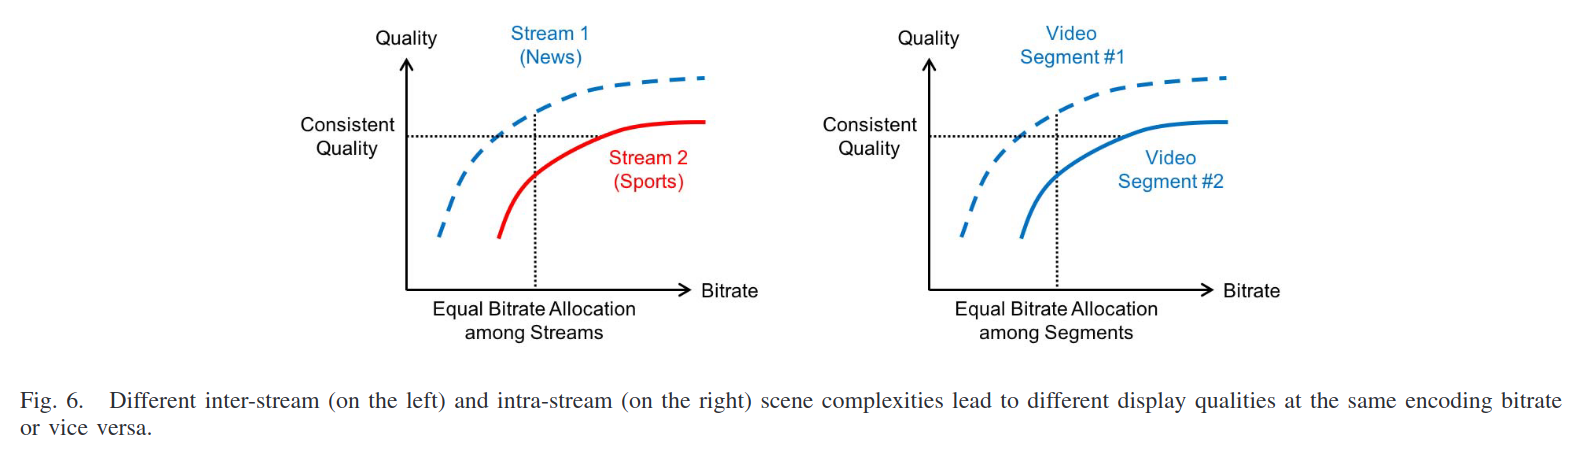 Quality
Stream 1
(News)
Consistent
Quality
Stream 2
(Sports)
Bitrate
Equal Bitrate Allocation
among Streams
Quality
Video
Segment #1
Consistent
Quality
Video
Segment #2
Bitrate
Equal Bitrate Allocation
among Segments
Fig. 6. Different inter-stream (on the left) and intra-stream (on the right) scene complexities lead to different display qualities at the same encoding bitrate
or vice versa.